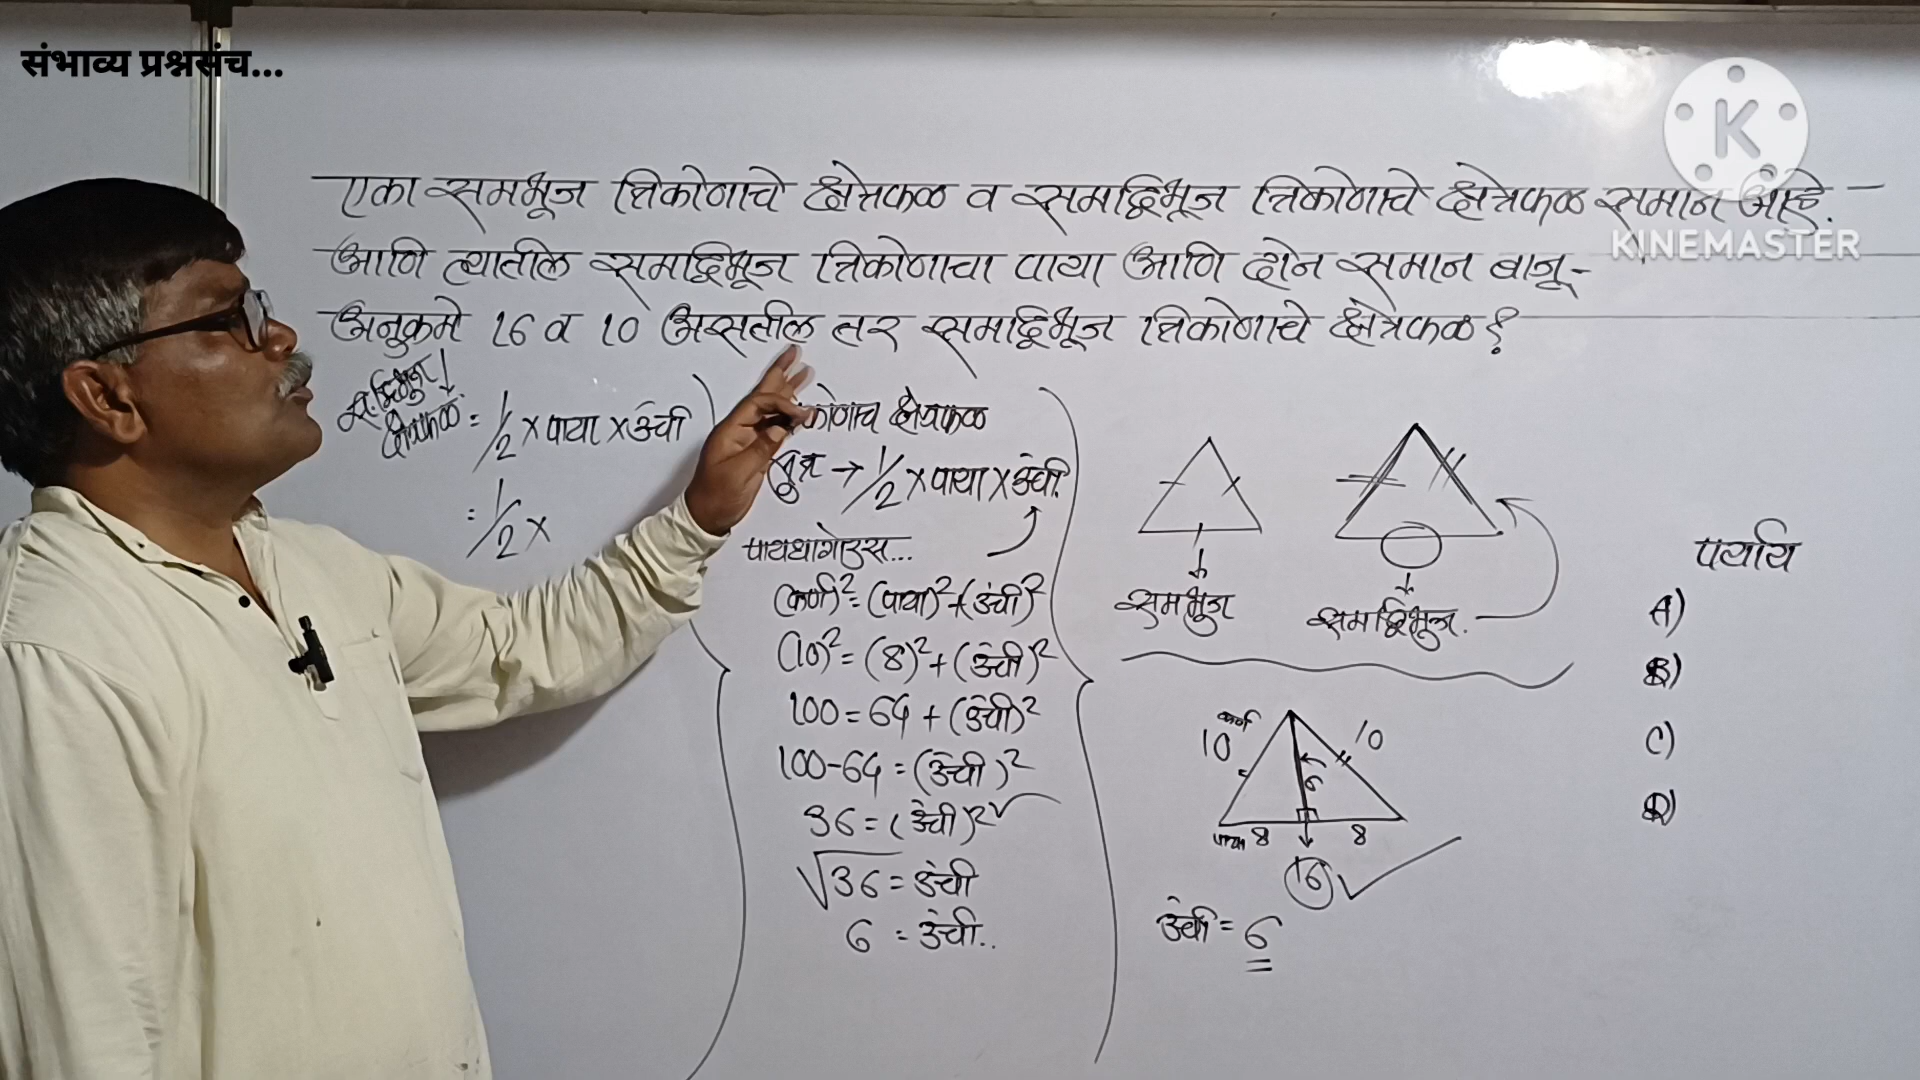 संभाव्य प्रश्नसंच...
K
KINEMASTER
एका समभूज त्रिकोणाचे क्षेत्रफळ व समद्विभूज त्रिकोणाचे क्षेत्रफळ समान आहे.
आणि त्यातील समद्विभूज त्रिकोणाचा पाया आणि दोन समान बाजू -
अनुक्रमे 16 व 10 असतील तर समद्विभूज त्रिकोणाचे क्षेत्रफळ ?
स. द्विभूज
क्षेत्रफळ = 1/2 × पाया × उंची
= 1/2 ×
कोणाचे क्षेत्रफळ
सूत्र → 1/2 × पाया × उंची.
पायथागोरस...
(कर्ण)² = (पाया)² + (उंची)²
(10)² = (8)² + (उंची)²
100 = 64 + (उंची)²
100-64 = (उंची)²
36 = (उंची)²
√36 = उंची
6 = उंची..
समभूज
समद्विभूज.
कर्ण
10
10
6
पाया 8
8
16
उंची = 6
पर्याय
A)
B)
C)
D)